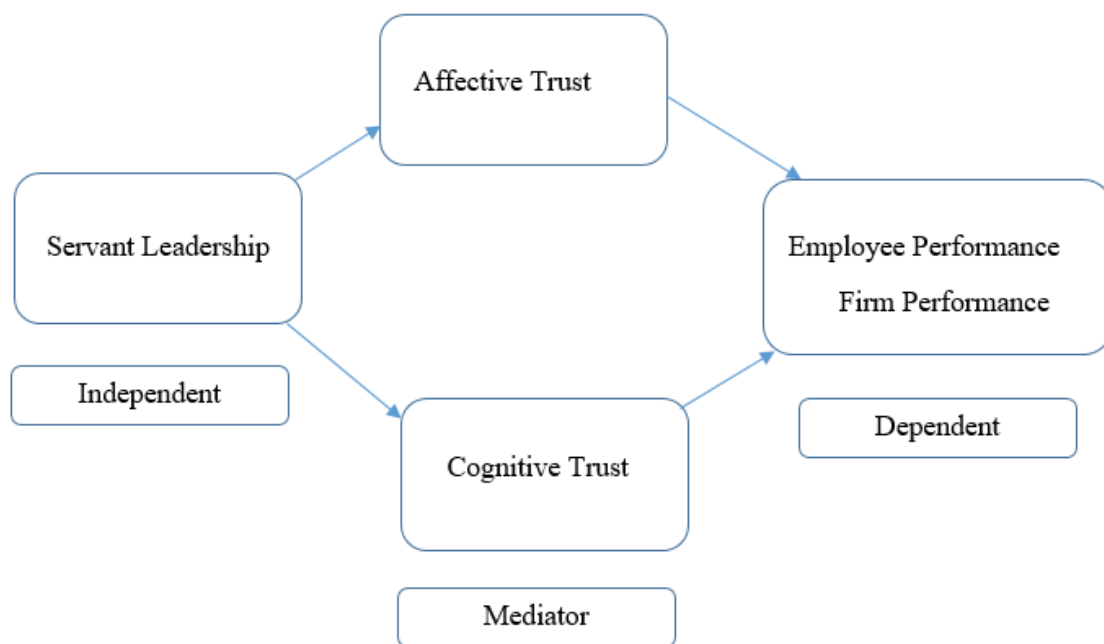 Affective Trust
Servant Leadership
Employee Performance
Firm Performance
Independent
Dependent
Cognitive Trust
Mediator